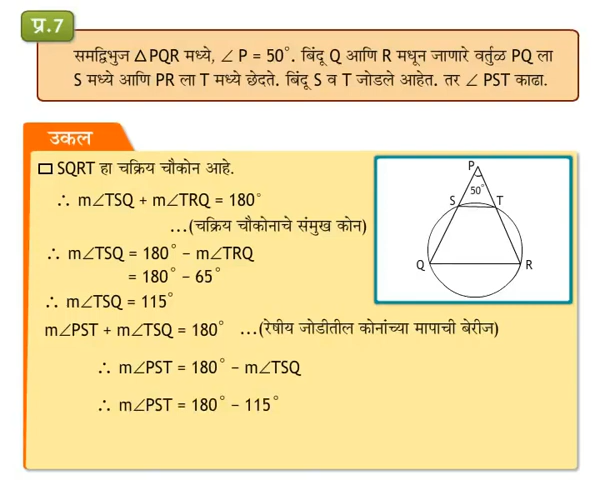 प्र.7
समद्विभुज △PQR मध्ये, ∠ P = 50°. बिंदू Q आणि R मधून जाणारे वर्तुळ PQ ला
S मध्ये आणि PR ला T मध्ये छेदते. बिंदू S व T जोडले आहेत. तर ∠ PST काढा.
उकल
□ SQRT हा चक्रिय चौकोन आहे.
∴ m∠TSQ + m∠TRQ = 180°
...(चक्रिय चौकोनाचे संमुख कोन)
∴ m∠TSQ = 180° − m∠TRQ
= 180° − 65°
∴ m∠TSQ = 115°
m∠PST + m∠TSQ = 180° ...(रेषीय जोडीतील कोनांच्या मापाची बेरीज)
∴ m∠PST = 180° − m∠TSQ
∴ m∠PST = 180° − 115°
P
50°
S T
Q R